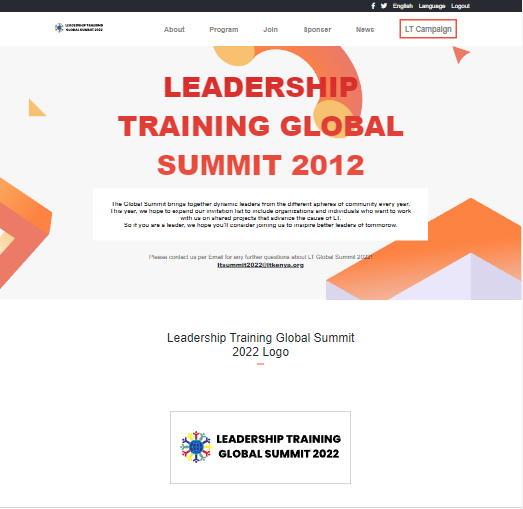 English Language Logout
LEADERSHIP TRAINING
GLOBAL SUMMIT 2022
About Program Join Sponsor News LT Campaign
LEADERSHIP
TRAINING GLOBAL
SUMMIT 2012
The Global Summit brings together dynamic leaders from the different spheres of community every year.
This year, we hope to expand our invitation list to include organizations and individuals who want to work
with us on shared projects that advance the cause of LT.
So if you are a leader, we hope you'll consider joining us to inspire better leaders of tommorow.
Please contact us per Email for any further questions about LT Global Summit 2022!
ltsummit2022@ltkenya.org
Leadership Training Global Summit
2022 Logo
LEADERSHIP TRAINING
GLOBAL SUMMIT 2022